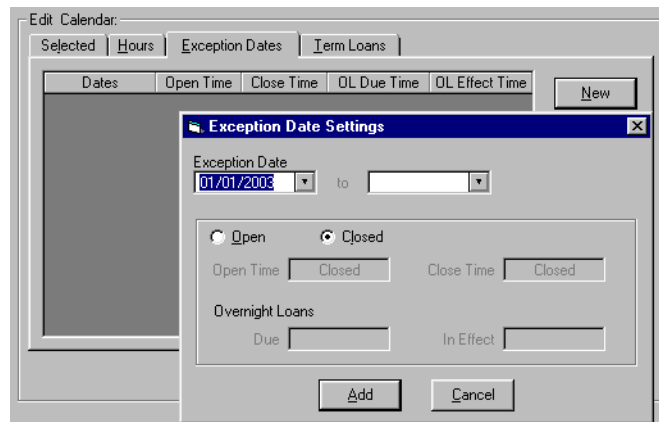 Edit Calendar:
Selected Hours Exception Dates Term Loans
Dates Open Time Close Time OL Due Time OL Effect Time
New
Exception Date Settings
Exception Date
01/01/2003 to
Open Closed
Open Time Closed Close Time Closed
Overnight Loans
Due In Effect
Add Cancel